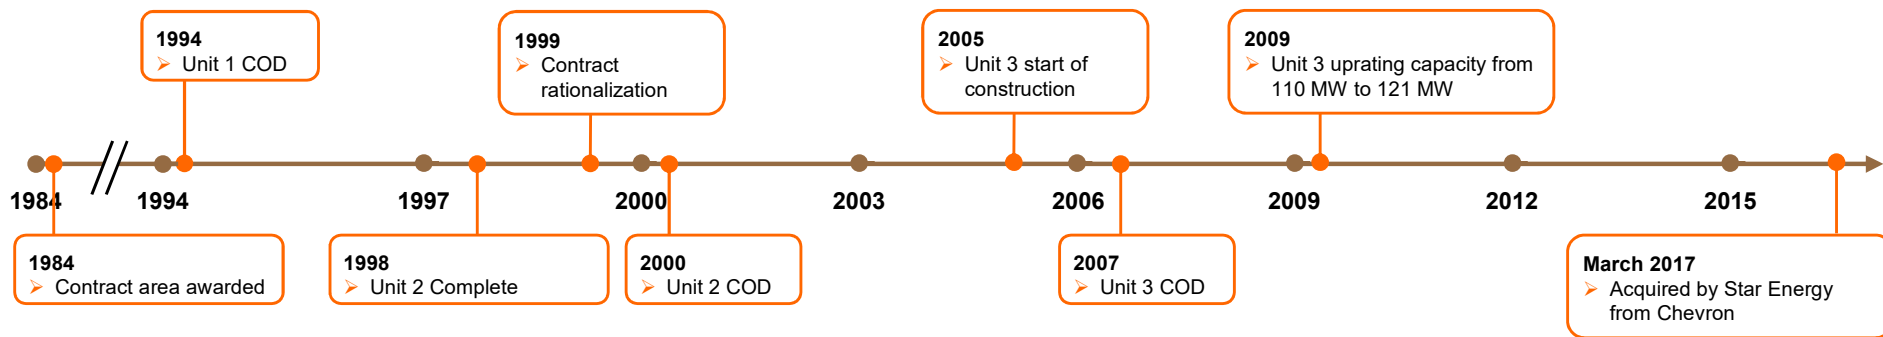 1994
➢ Unit 1 COD
1999
➢ Contract
rationalization
2005
➢ Unit 3 start of
construction
2009
➢ Unit 3 uprating capacity from
110 MW to 121 MW
1984
1994
1997
2000
2003
2006
2009
2012
2015
1984
➢ Contract area awarded
1998
➢ Unit 2 Complete
2000
➢ Unit 2 COD
2007
➢ Unit 3 COD
March 2017
➢ Acquired by Star Energy
from Chevron